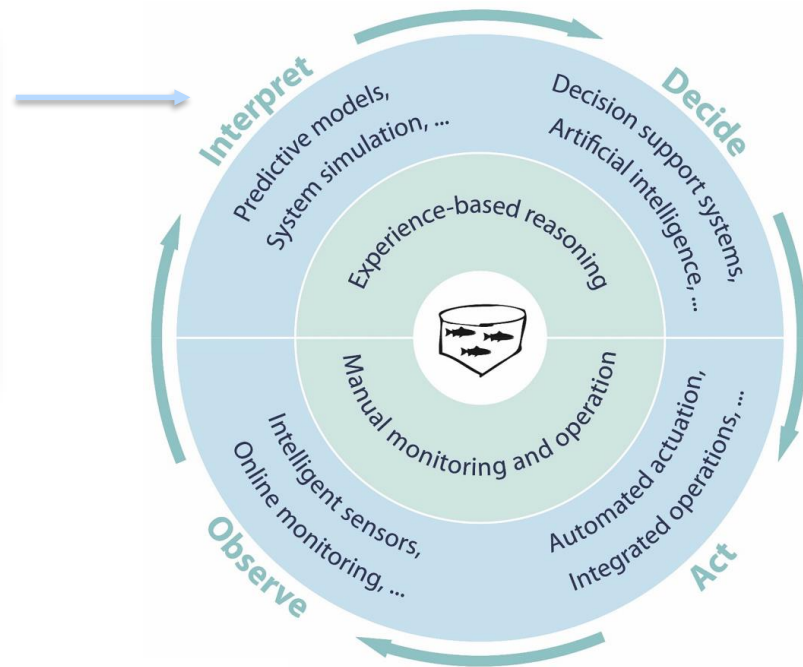 Interpret
Decide
Predictive models,
System simulation, ...
Decision support systems,
Artificial intelligence, ...
Experience-based reasoning
Manual monitoring and operation
Intelligent sensors,
Online monitoring, ...
Automated actuation,
Integrated operations, ...
Observe
Act